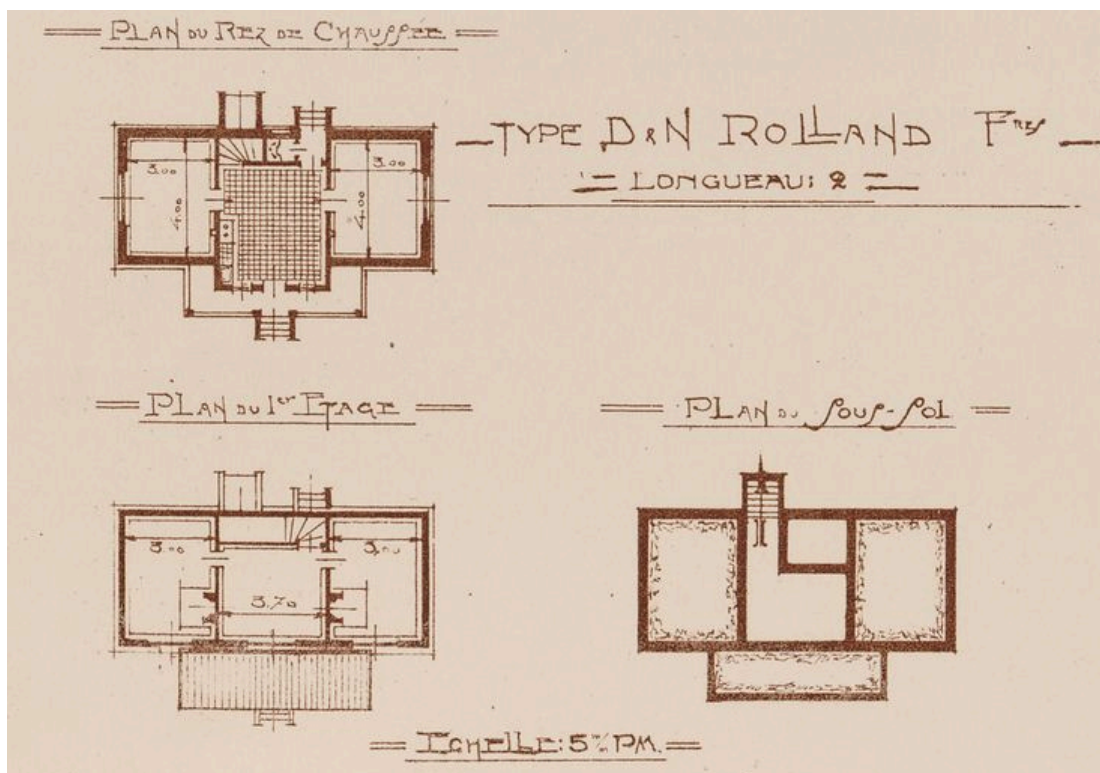 PLAN DU REZ DE CHAUSSÉE
TYPE D&N ROLLAND Fres
LONGUEAU: 2
3.00
4.00
3.00
4.00
PLAN DU 1er ETAGE
PLAN DU SOUS-SOL
3.00
3.00
3.70
ECHELLE: 5 m/m P.M.